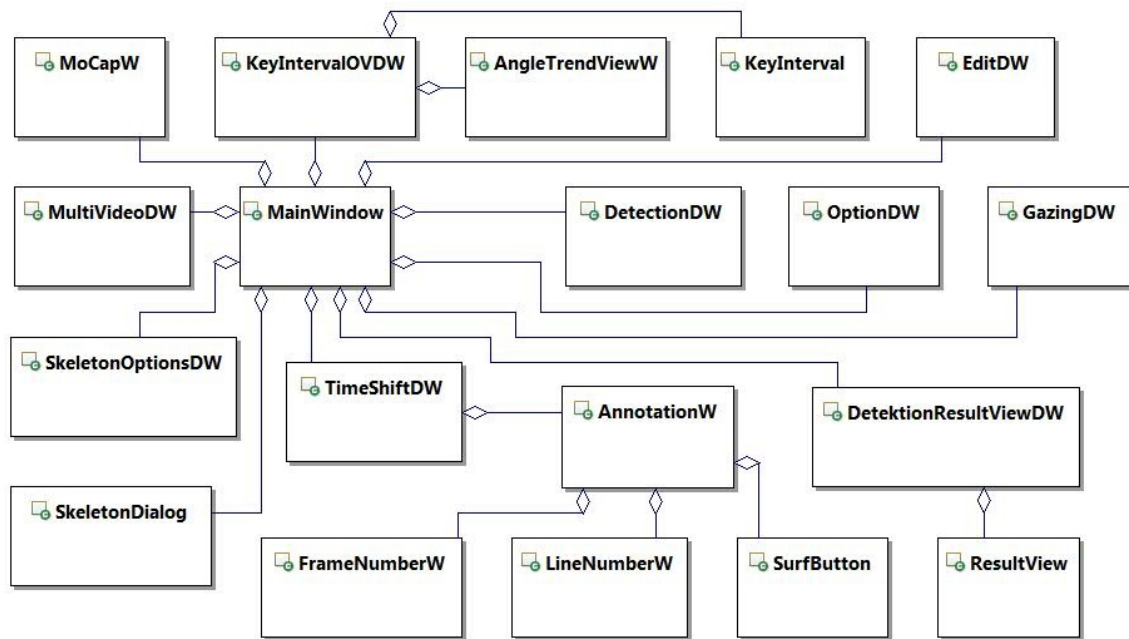 MoCapW
KeyIntervalOVDW
AngleTrendViewW
KeyInterval
EditDW
MultiVideoDW
MainWindow
DetectionDW
OptionDW
GazingDW
SkeletonOptionsDW
TimeShiftDW
AnnotationW
DetektionResultViewDW
SkeletonDialog
FrameNumberW
LineNumberW
SurfButton
ResultView